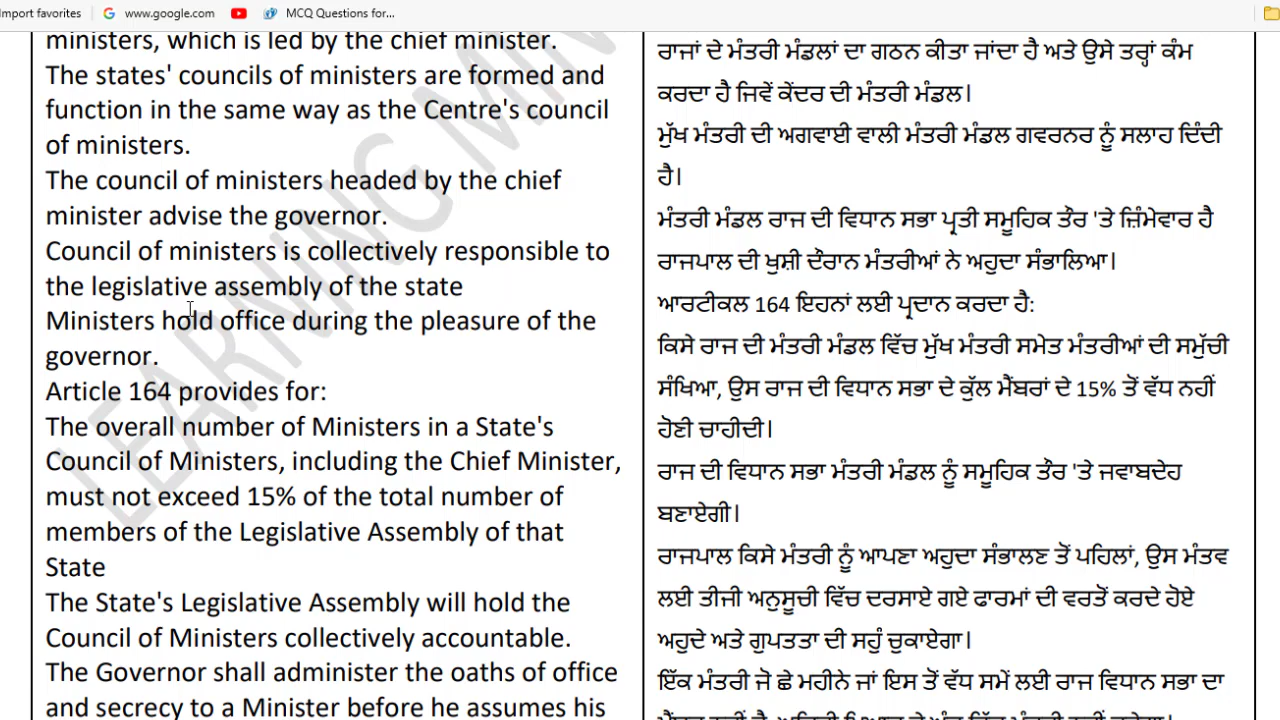 Import favorites
www.google.com
MCQ Questions for...
ministers, which is led by the chief minister.
The states' councils of ministers are formed and
function in the same way as the Centre's council
of ministers.
The council of ministers headed by the chief
minister advise the governor.
Council of ministers is collectively responsible to
the legislative assembly of the state
Ministers hold office during the pleasure of the
governor.
Article 164 provides for:
The overall number of Ministers in a State's
Council of Ministers, including the Chief Minister,
must not exceed 15% of the total number of
members of the Legislative Assembly of that
State
The State's Legislative Assembly will hold the
Council of Ministers collectively accountable.
The Governor shall administer the oaths of office
and secrecy to a Minister before he assumes his
ਰਾਜਾਂ ਦੇ ਮੰਤਰੀ ਮੰਡਲਾਂ ਦਾ ਗਠਨ ਕੀਤਾ ਜਾਂਦਾ ਹੈ ਅਤੇ ਉਸੇ ਤਰ੍ਹਾਂ ਕੰਮ
ਕਰਦਾ ਹੈ ਜਿਵੇਂ ਕੇਂਦਰ ਦੀ ਮੰਤਰੀ ਮੰਡਲ।
ਮੁੱਖ ਮੰਤਰੀ ਦੀ ਅਗਵਾਈ ਵਾਲੀ ਮੰਤਰੀ ਮੰਡਲ ਗਵਰਨਰ ਨੂੰ ਸਲਾਹ ਦਿੰਦੀ
ਹੈ।
ਮੰਤਰੀ ਮੰਡਲ ਰਾਜ ਦੀ ਵਿਧਾਨ ਸਭਾ ਪ੍ਰਤੀ ਸਮੂਹਿਕ ਤੌਰ 'ਤੇ ਜ਼ਿੰਮੇਵਾਰ ਹੈ
ਰਾਜਪਾਲ ਦੀ ਖੁਸ਼ੀ ਦੌਰਾਨ ਮੰਤਰੀਆਂ ਨੇ ਅਹੁਦਾ ਸੰਭਾਲਿਆ।
ਆਰਟੀਕਲ 164 ਇਹਨਾਂ ਲਈ ਪ੍ਰਦਾਨ ਕਰਦਾ ਹੈ:
ਕਿਸੇ ਰਾਜ ਦੀ ਮੰਤਰੀ ਮੰਡਲ ਵਿੱਚ ਮੁੱਖ ਮੰਤਰੀ ਸਮੇਤ ਮੰਤਰੀਆਂ ਦੀ ਸਮੁੱਚੀ
ਸੰਖਿਆ, ਉਸ ਰਾਜ ਦੀ ਵਿਧਾਨ ਸਭਾ ਦੇ ਕੁੱਲ ਮੈਂਬਰਾਂ ਦੇ 15% ਤੋਂ ਵੱਧ ਨਹੀਂ
ਹੋਣੀ ਚਾਹੀਦੀ।
ਰਾਜ ਦੀ ਵਿਧਾਨ ਸਭਾ ਮੰਤਰੀ ਮੰਡਲ ਨੂੰ ਸਮੂਹਿਕ ਤੌਰ 'ਤੇ ਜਵਾਬਦੇਹ
ਬਣਾਏਗੀ।
ਰਾਜਪਾਲ ਕਿਸੇ ਮੰਤਰੀ ਨੂੰ ਆਪਣਾ ਅਹੁਦਾ ਸੰਭਾਲਣ ਤੋਂ ਪਹਿਲਾਂ, ਉਸ ਮੰਤਵ
ਲਈ ਤੀਜੀ ਅਨੁਸੂਚੀ ਵਿੱਚ ਦਰਸਾਏ ਗਏ ਫਾਰਮਾਂ ਦੀ ਵਰਤੋਂ ਕਰਦੇ ਹੋਏ
ਅਹੁਦੇ ਅਤੇ ਗੁਪਤਤਾ ਦੀ ਸਹੁੰ ਚੁਕਾਏਗਾ।
ਇੱਕ ਮੰਤਰੀ ਜੋ ਛੇ ਮਹੀਨੇ ਜਾਂ ਇਸ ਤੋਂ ਵੱਧ ਸਮੇਂ ਲਈ ਰਾਜ ਵਿਧਾਨ ਸਭਾ ਦਾ
LEARNING